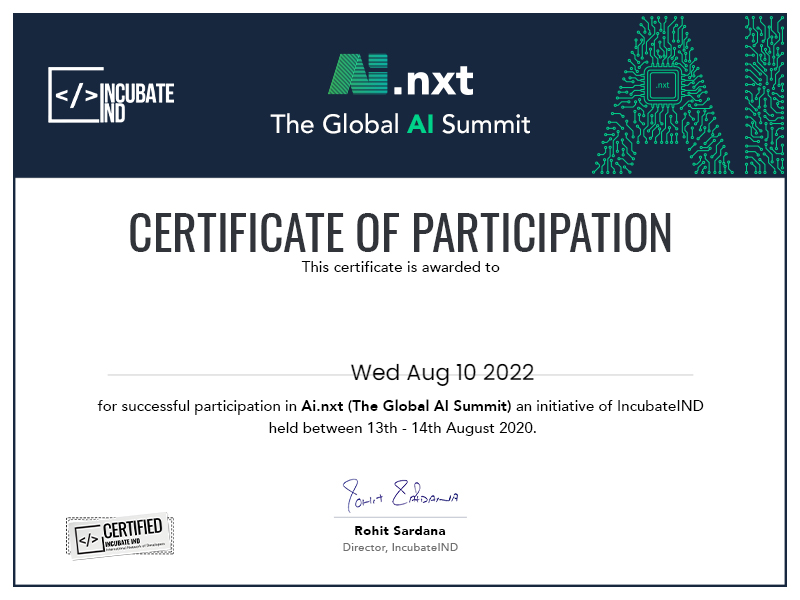 </> INCUBATE
IND
Ai.nxt
The Global AI Summit
.nxt
CERTIFICATE OF PARTICIPATION
This certificate is awarded to
Wed Aug 10 2022
for successful participation in Ai.nxt (The Global AI Summit) an initiative of IncubateIND
held between 13th - 14th August 2020.
Rohit Sardana
Rohit Sardana
Director, IncubateIND
</> CERTIFIED
INCUBATE IND
International Network of Developers